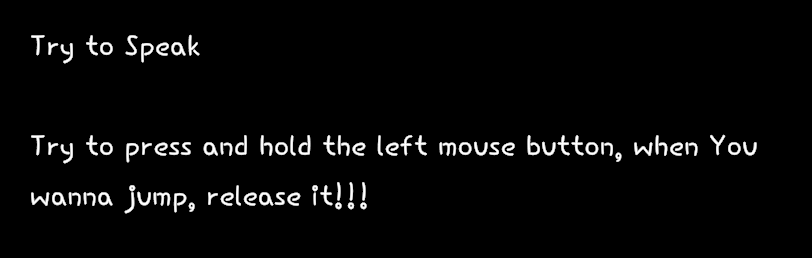 Try to Speak
Try to press and hold the left mouse button, when You
wanna jump, release it!!!